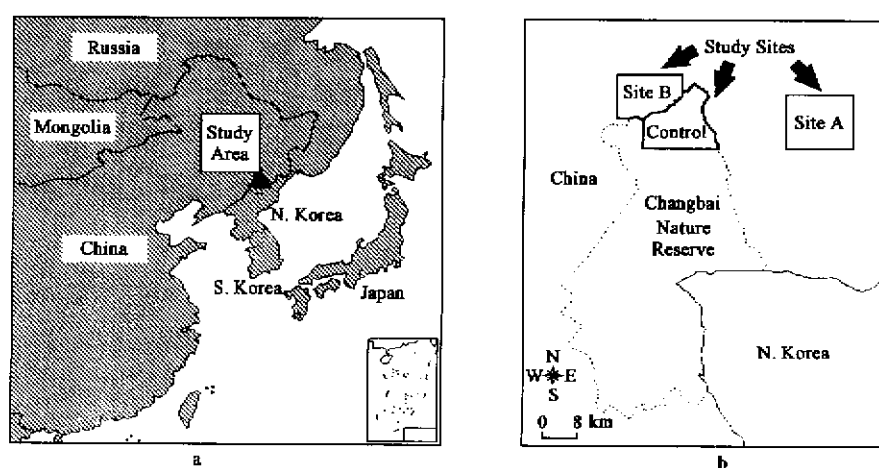 Russia
Mongolia
Study
Area
N. Korea
China
S. Korea
Japan
a
Study Sites
Site B
Control
Site A
China
Changbai
Nature
Reserve
N. Korea
N
W E
S
0 8 km
b